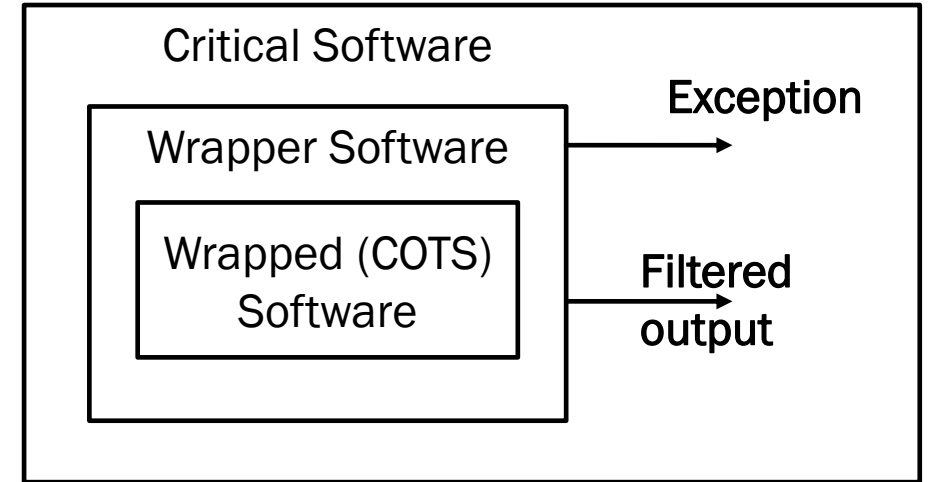 Critical Software
Exception
Wrapper Software
Wrapped (COTS)
Software
Filtered
output